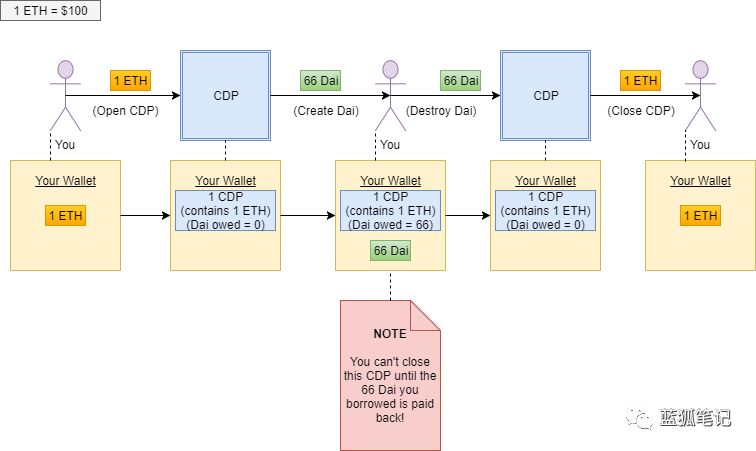 1 ETH = $100
1 ETH
66 Dai
66 Dai
1 ETH
CDP
CDP
(Open CDP)
(Create Dai)
(Destroy Dai)
(Close CDP)
You
You
You
Your Wallet
1 ETH
Your Wallet
1 CDP
(contains 1 ETH)
(Dai owed = 0)
Your Wallet
1 CDP
(contains 1 ETH)
(Dai owed = 66)
66 Dai
Your Wallet
1 CDP
(contains 1 ETH)
(Dai owed = 0)
Your Wallet
1 ETH
NOTE
You can't close
this CDP until the
66 Dai you
borrowed is paid
back!
蓝狐笔记